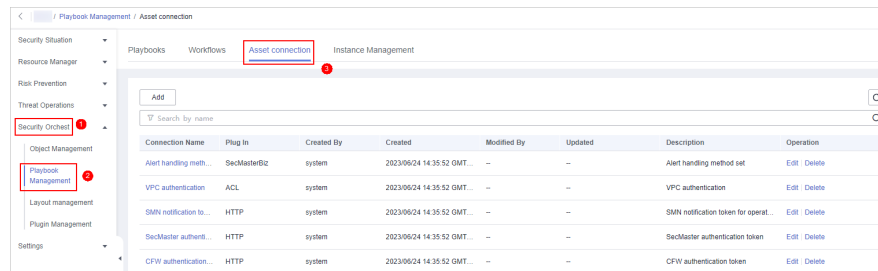 / Playbook Management / Asset connection
Security Situation
Resource Manager
Risk Prevention
Threat Operations
Security Orchest 1
Object Management
Playbook
Management 2
Layout management
Plugin Management
Settings
Playbooks Workflows Asset connection Instance Management
3
Add
Search by name
Connection Name Plug In Created By Created Modified By Updated Description Operation
Alert handling meth... SecMasterBiz system 2023/06/24 14:35:52 GMT... -- -- Alert handling method set Edit | Delete
VPC authentication ACL system 2023/06/24 14:35:52 GMT... -- -- VPC authentication Edit | Delete
SMN notification to... HTTP system 2023/06/24 14:35:52 GMT... -- -- SMN notification token for operat... Edit | Delete
SecMaster authenti... HTTP system 2023/06/24 14:35:52 GMT... -- -- SecMaster authentication token Edit | Delete
CFW authentication... HTTP system 2023/06/24 14:35:52 GMT... -- -- CFW authentication token Edit | Delete